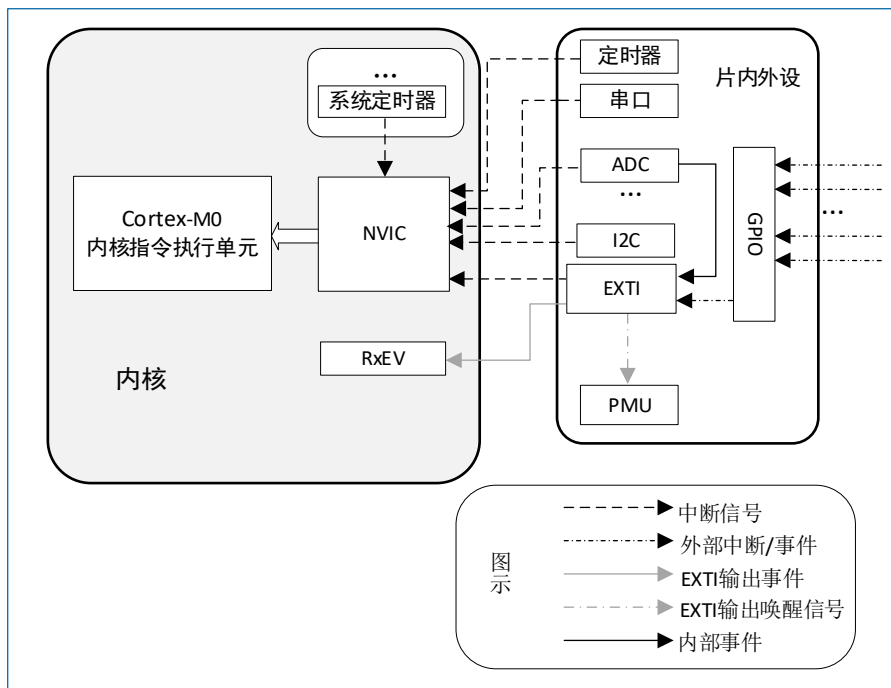 ...
系统定时器
Cortex-M0
内核指令执行单元
NVIC
RxEV
内核
定时器
串口
ADC
...
I2C
EXTI
PMU
片内外设
GPIO
...
图示
中断信号
外部中断/事件
EXTI输出事件
EXTI输出唤醒信号
内部事件